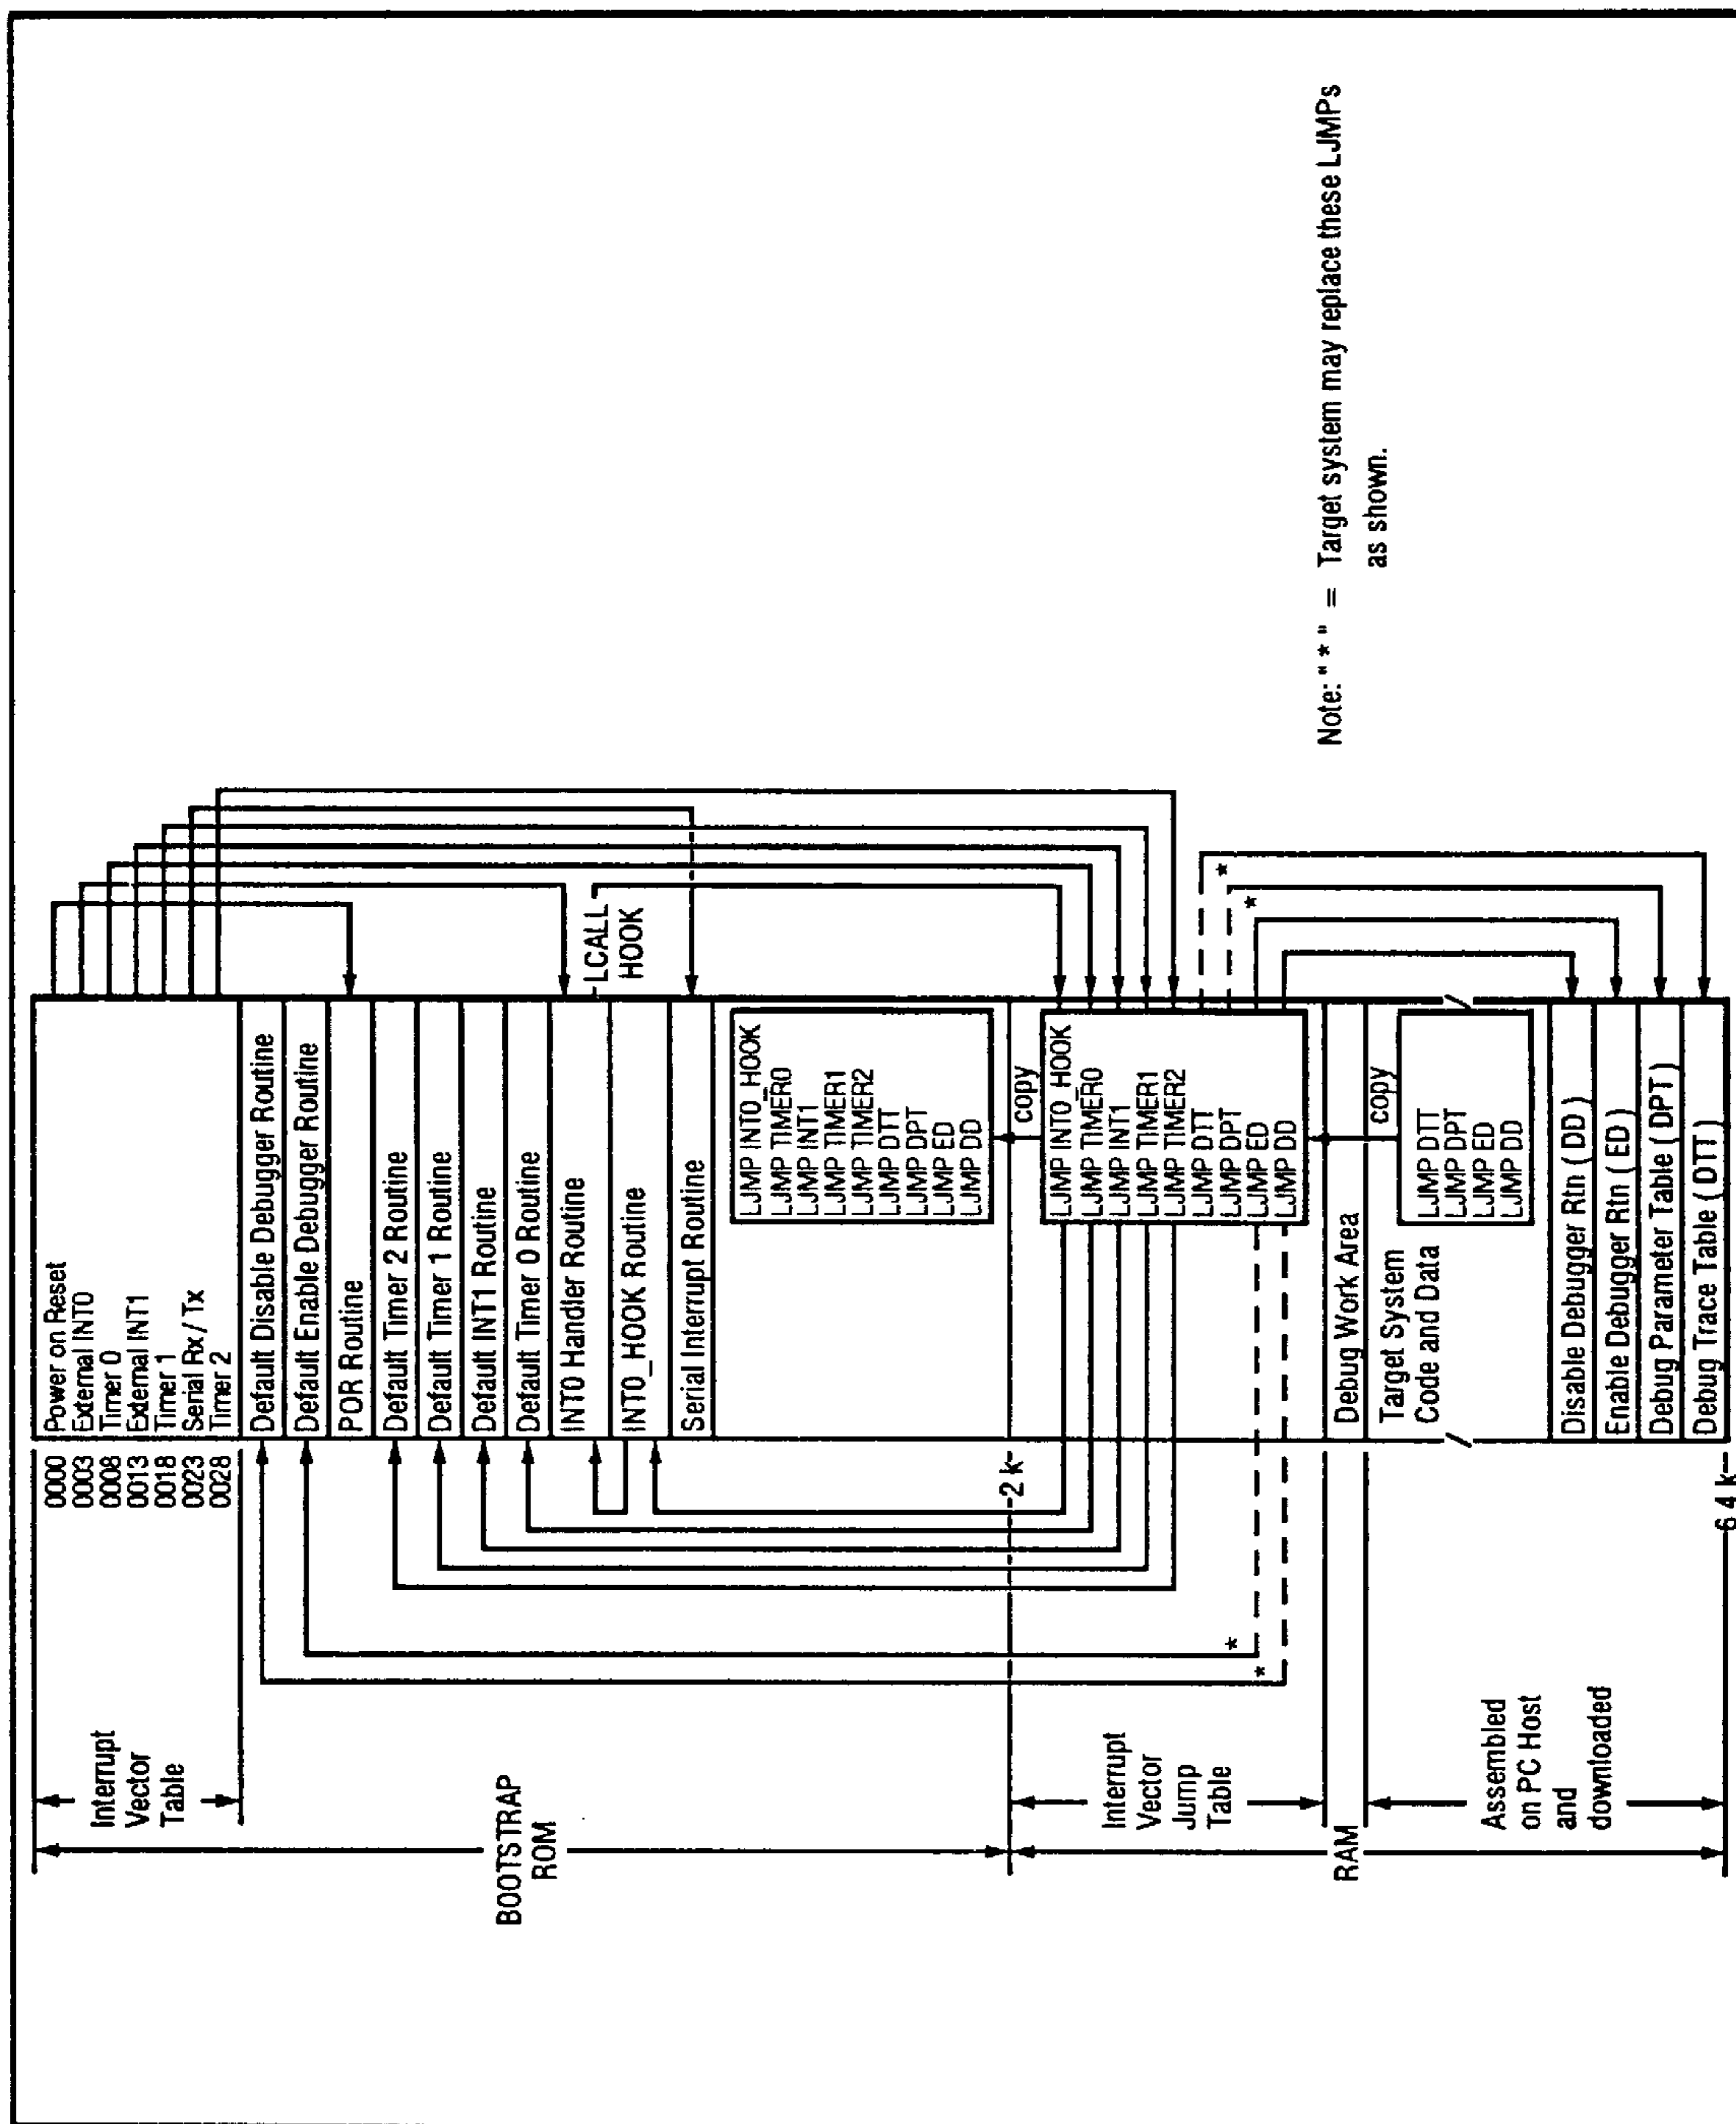 0000 Power on Reset
0003 External INT0
0008 Timer 0
0013 External INT1
0018 Timer 1
0023 Serial Rx / Tx
0028 Timer 2
Interrupt
Vector
Table
Default Disable Debugger Routine
Default Enable Debugger Routine
POR Routine
Default Timer 2 Routine
Default Timer 1 Routine
Default INT1 Routine
Default Timer 0 Routine
INT0 Handler Routine
LCALL
HOOK
INT0_HOOK Routine
Serial Interrupt Routine
BOOTSTRAP
ROM
LJMP INT0_HOOK
LJMP TIMER0
LJMP INT1
LJMP TIMER1
LJMP TIMER2
LJMP DTT
LJMP DPT
LJMP ED
LJMP DD
2 k
copy
LJMP INT0_HOOK
LJMP TIMER0
LJMP INT1
LJMP TIMER1
LJMP TIMER2
LJMP DTT
LJMP DPT
LJMP ED
LJMP DD
*
*
*
*
Interrupt
Vector
Jump
Table
RAM
Debug Work Area
Target System
Code and Data
copy
LJMP DTT
LJMP DPT
LJMP ED
LJMP DD
Assembled
on PC Host
and
downloaded
Disable Debugger Rtn ( DD )
Enable Debugger Rtn ( ED )
Debug Parameter Table ( DPT )
Debug Trace Table ( DTT )
6 4 k
Note: " * " = Target system may replace these LJMPs
as shown.